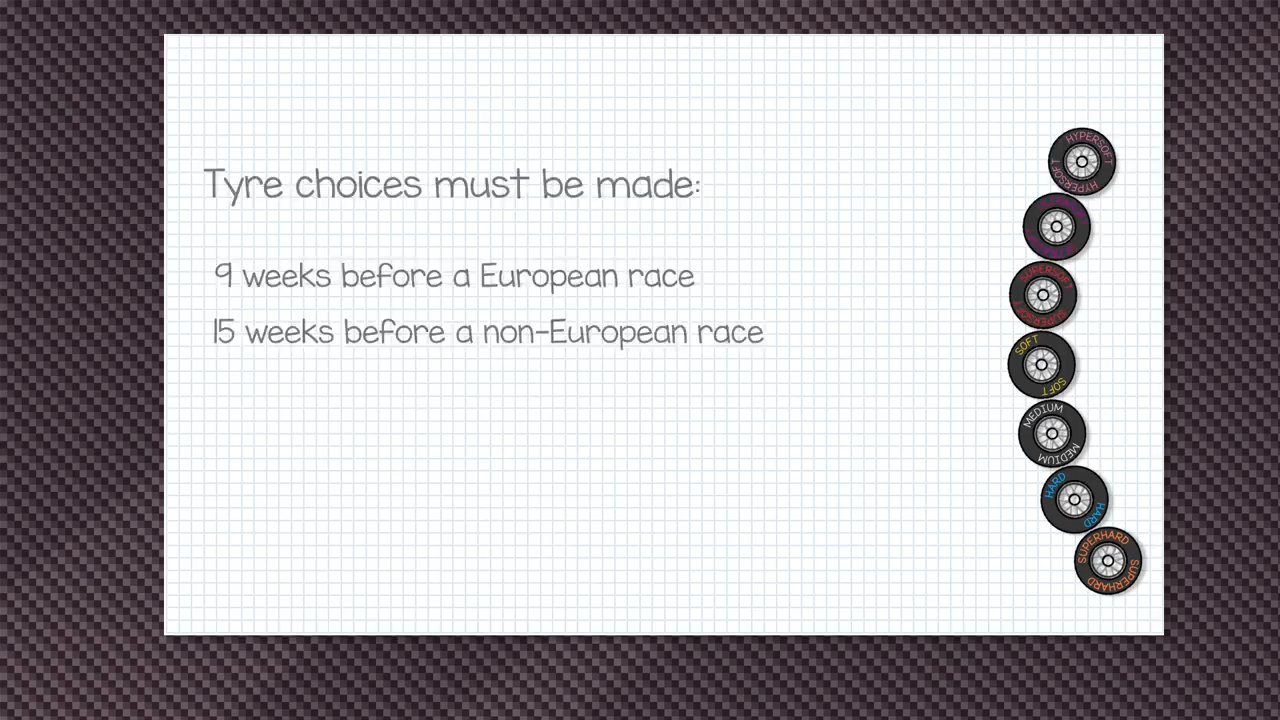 Tyre choices must be made:
9 weeks before a European race
15 weeks before a non-European race
HYPERSOFT
HYPERSOFT
SUPERSOFT
SUPERSOFT
SOFT
SOFT
MEDIUM
MEDIUM
HARD
HARD
SUPERHARD
SUPERHARD